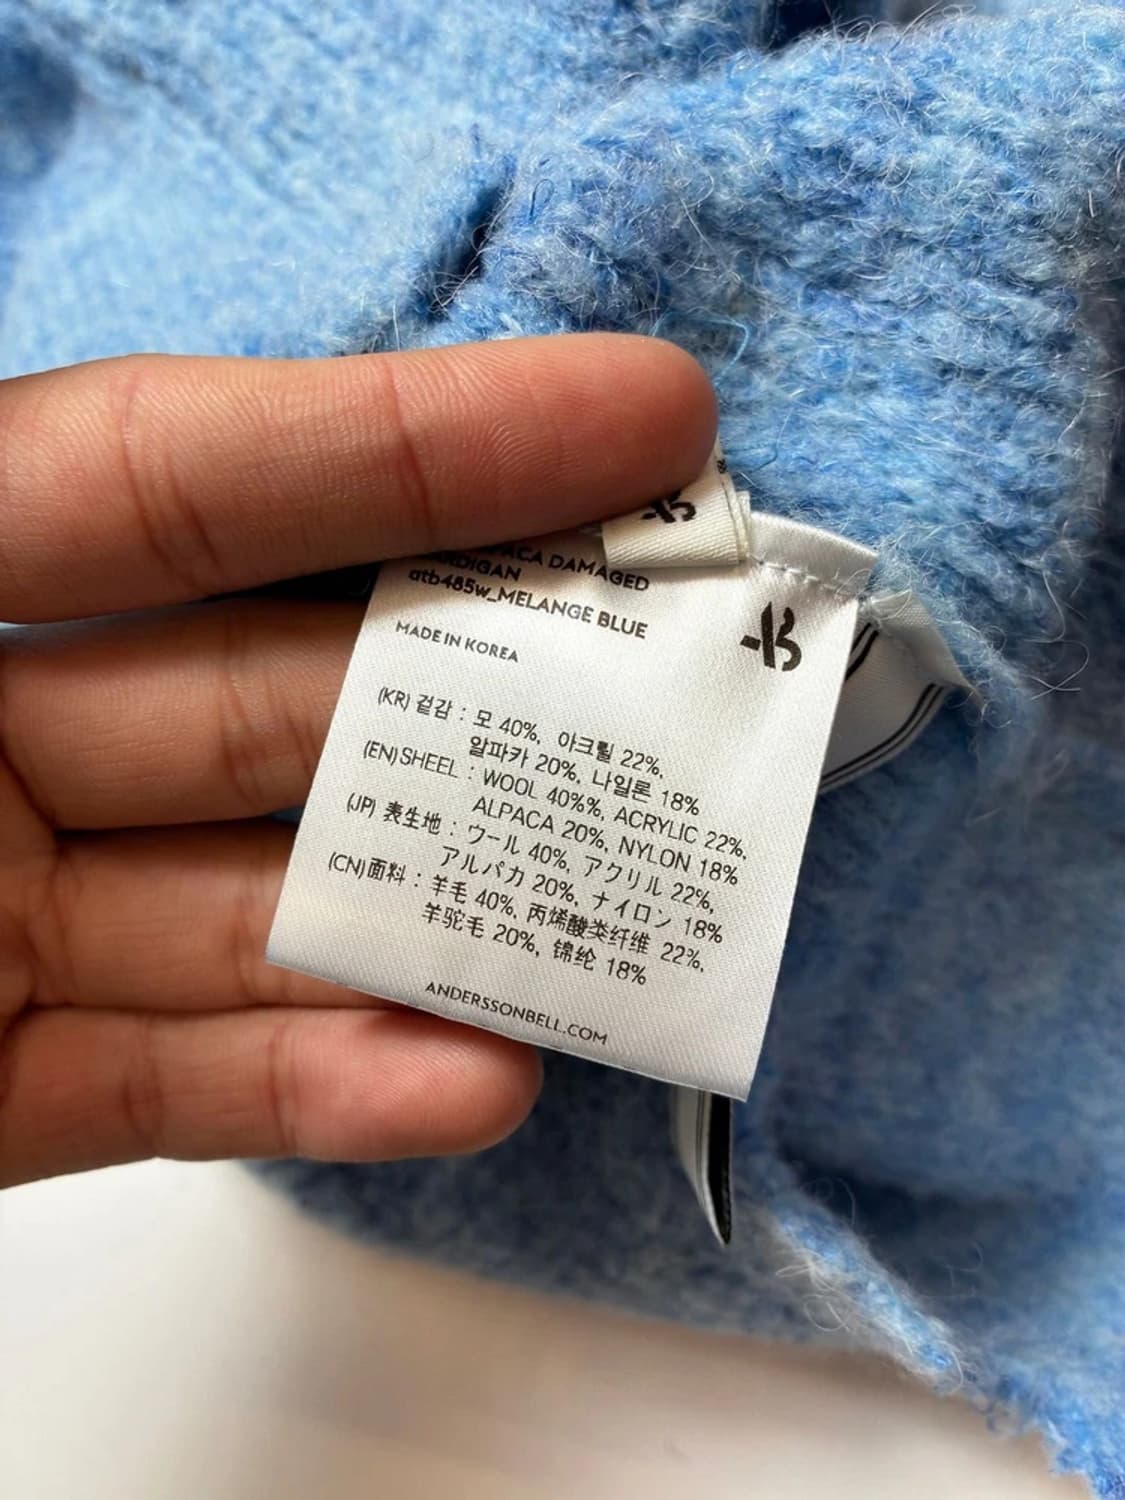 DAMAGED
atb485w_MELANGE BLUE
MADE IN KOREA
(KR) 겉감 : 모 40%, 아크릴 22%,
알파카 20%, 나일론 18%
(EN) SHEEL : WOOL 40%%, ACRYLIC 22%,
ALPACA 20%, NYLON 18%
(JP) 表生地 : ウール 40%, アクリル 22%,
アルパカ 20%, ナイロン 18%
(CN) 面料 : 羊毛 40%, 丙烯酸类纤维 22%,
羊驼毛 20%, 锦纶 18%
ANDERSSONBELL.COM